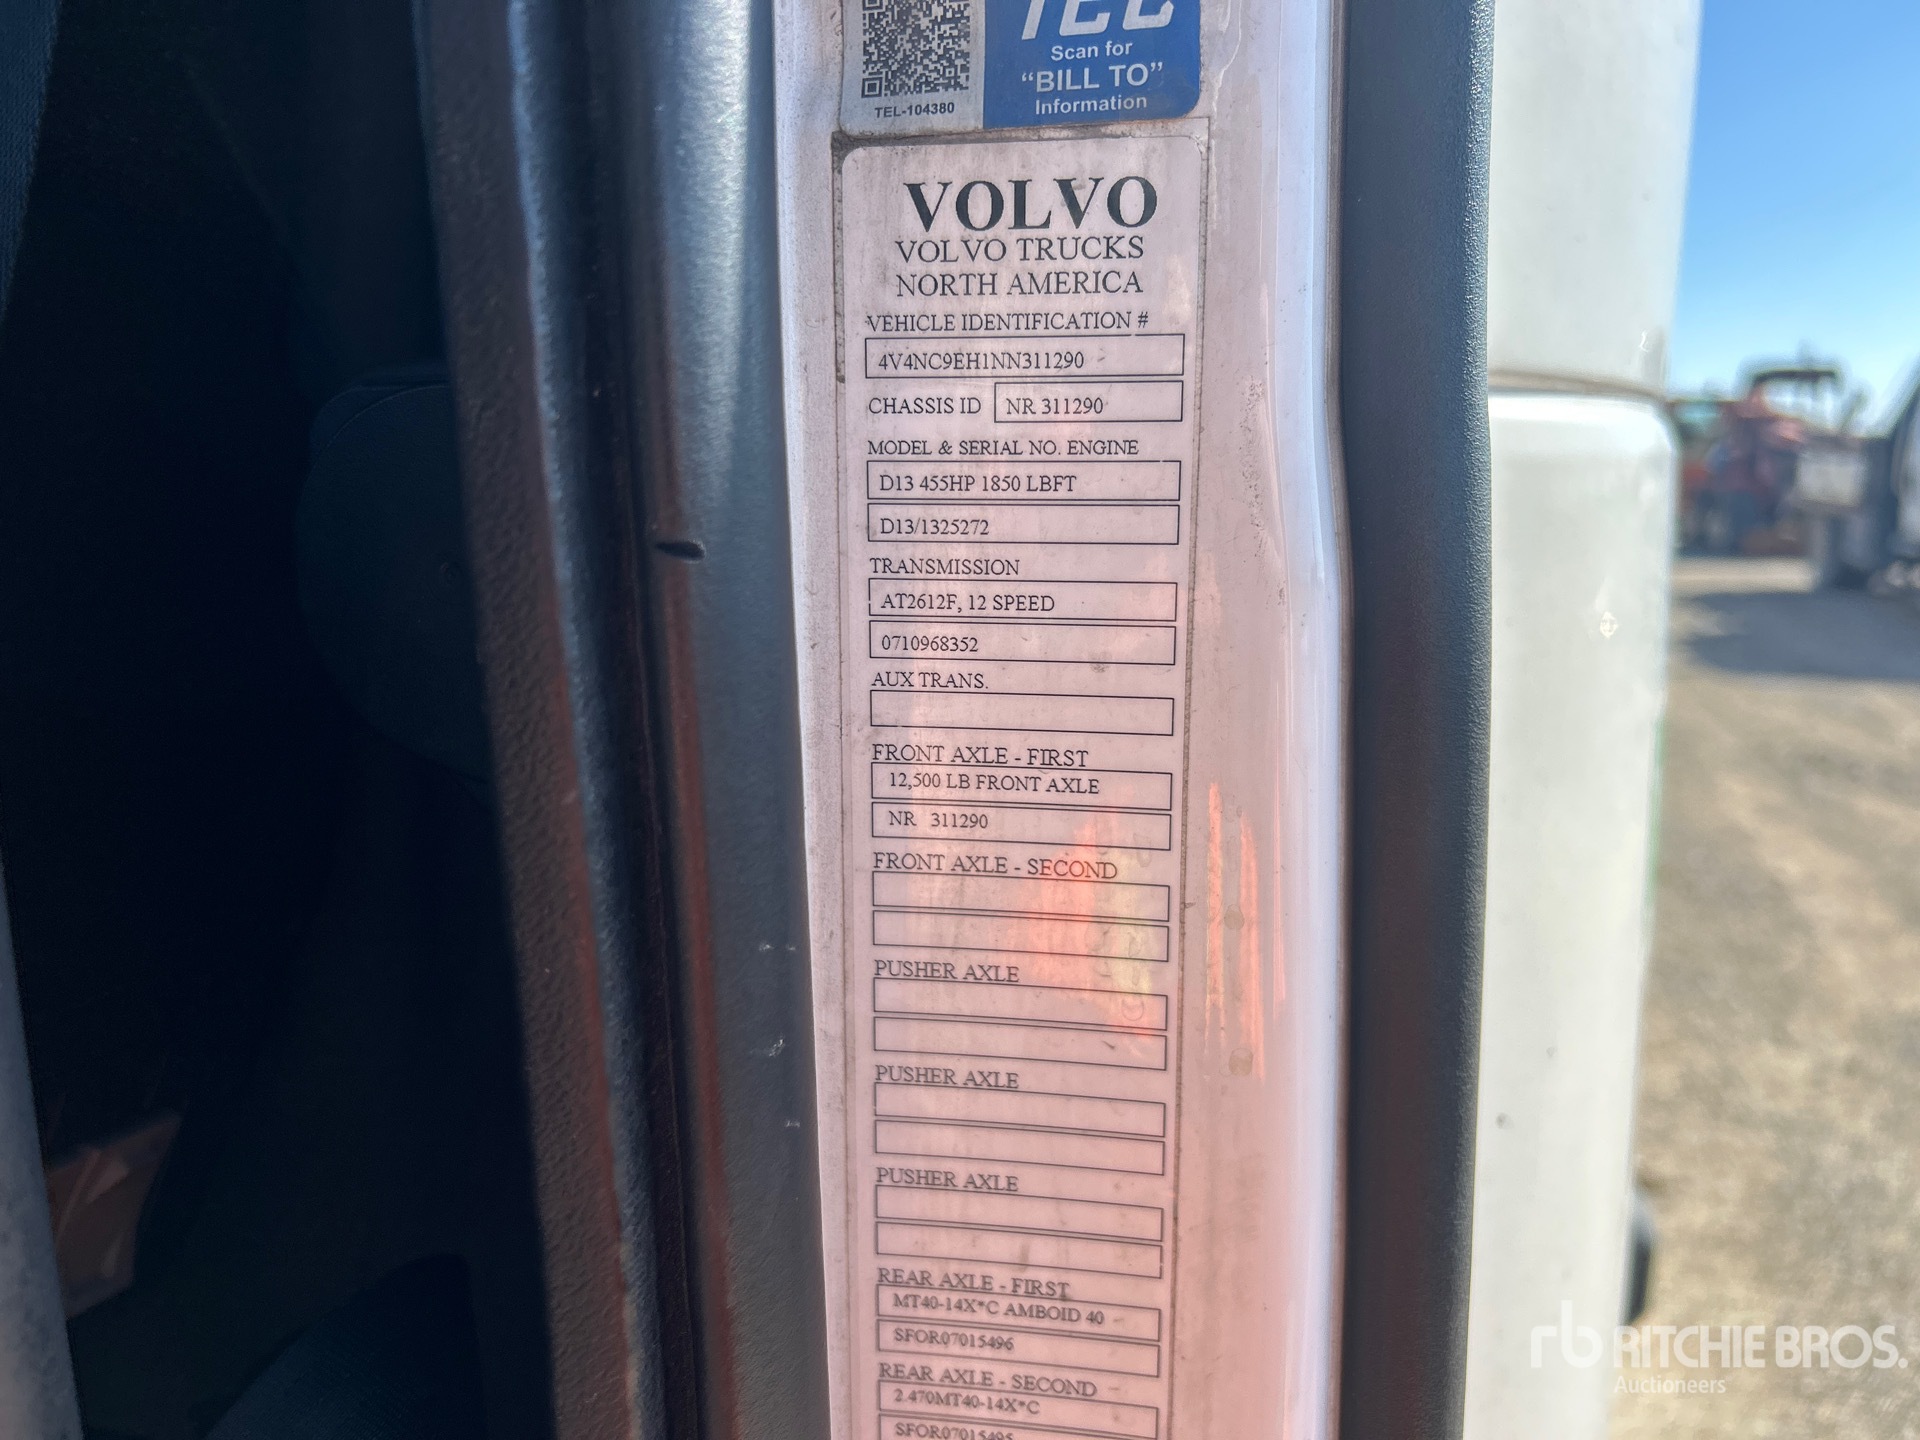 TEC
Scan for
“BILL TO”
Information
TEL-104380
VOLVO
VOLVO TRUCKS
NORTH AMERICA
VEHICLE IDENTIFICATION #
4V4NC9EH1NN311290
CHASSIS ID NR 311290
MODEL & SERIAL NO. ENGINE
D13 455HP 1850 LBFT
D13/1325272
TRANSMISSION
AT2612F, 12 SPEED
0710968352
AUX TRANS.
FRONT AXLE - FIRST
12,500 LB FRONT AXLE
NR 311290
FRONT AXLE - SECOND
PUSHER AXLE
PUSHER AXLE
PUSHER AXLE
REAR AXLE - FIRST
MT40-14X*C AMBOID 40
SFOR07015496
REAR AXLE - SECOND
2.470MT40-14X*C
SFOR07015495
rb RITCHIE BROS.
Auctioneers